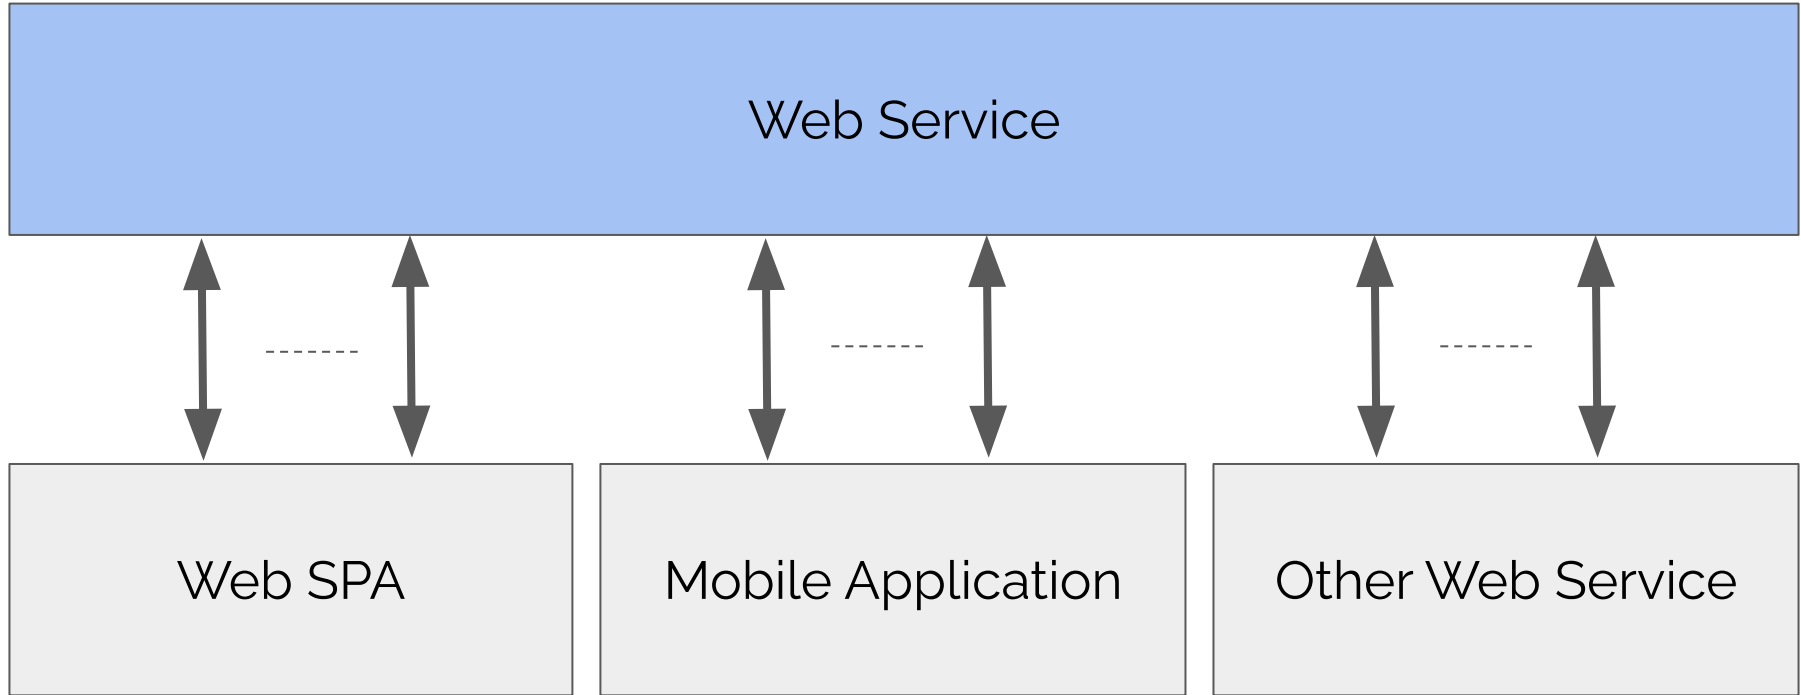 Web Service
Web SPA
Mobile Application
Other Web Service